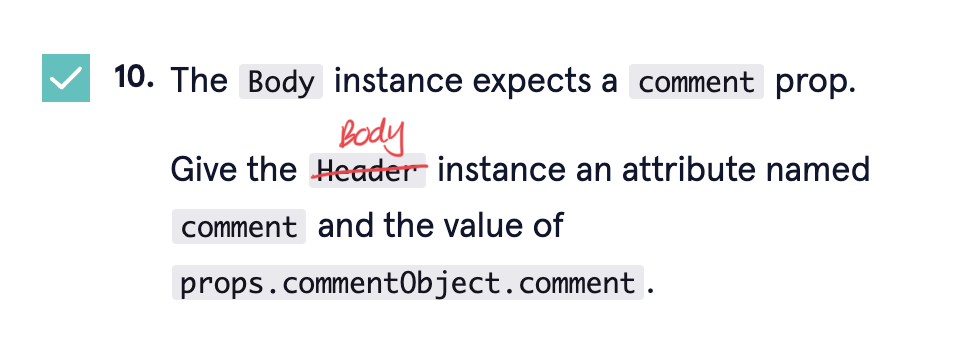 10. The Body instance expects a comment prop.
Body
Give the Header instance an attribute named
comment and the value of
props.commentObject.comment.